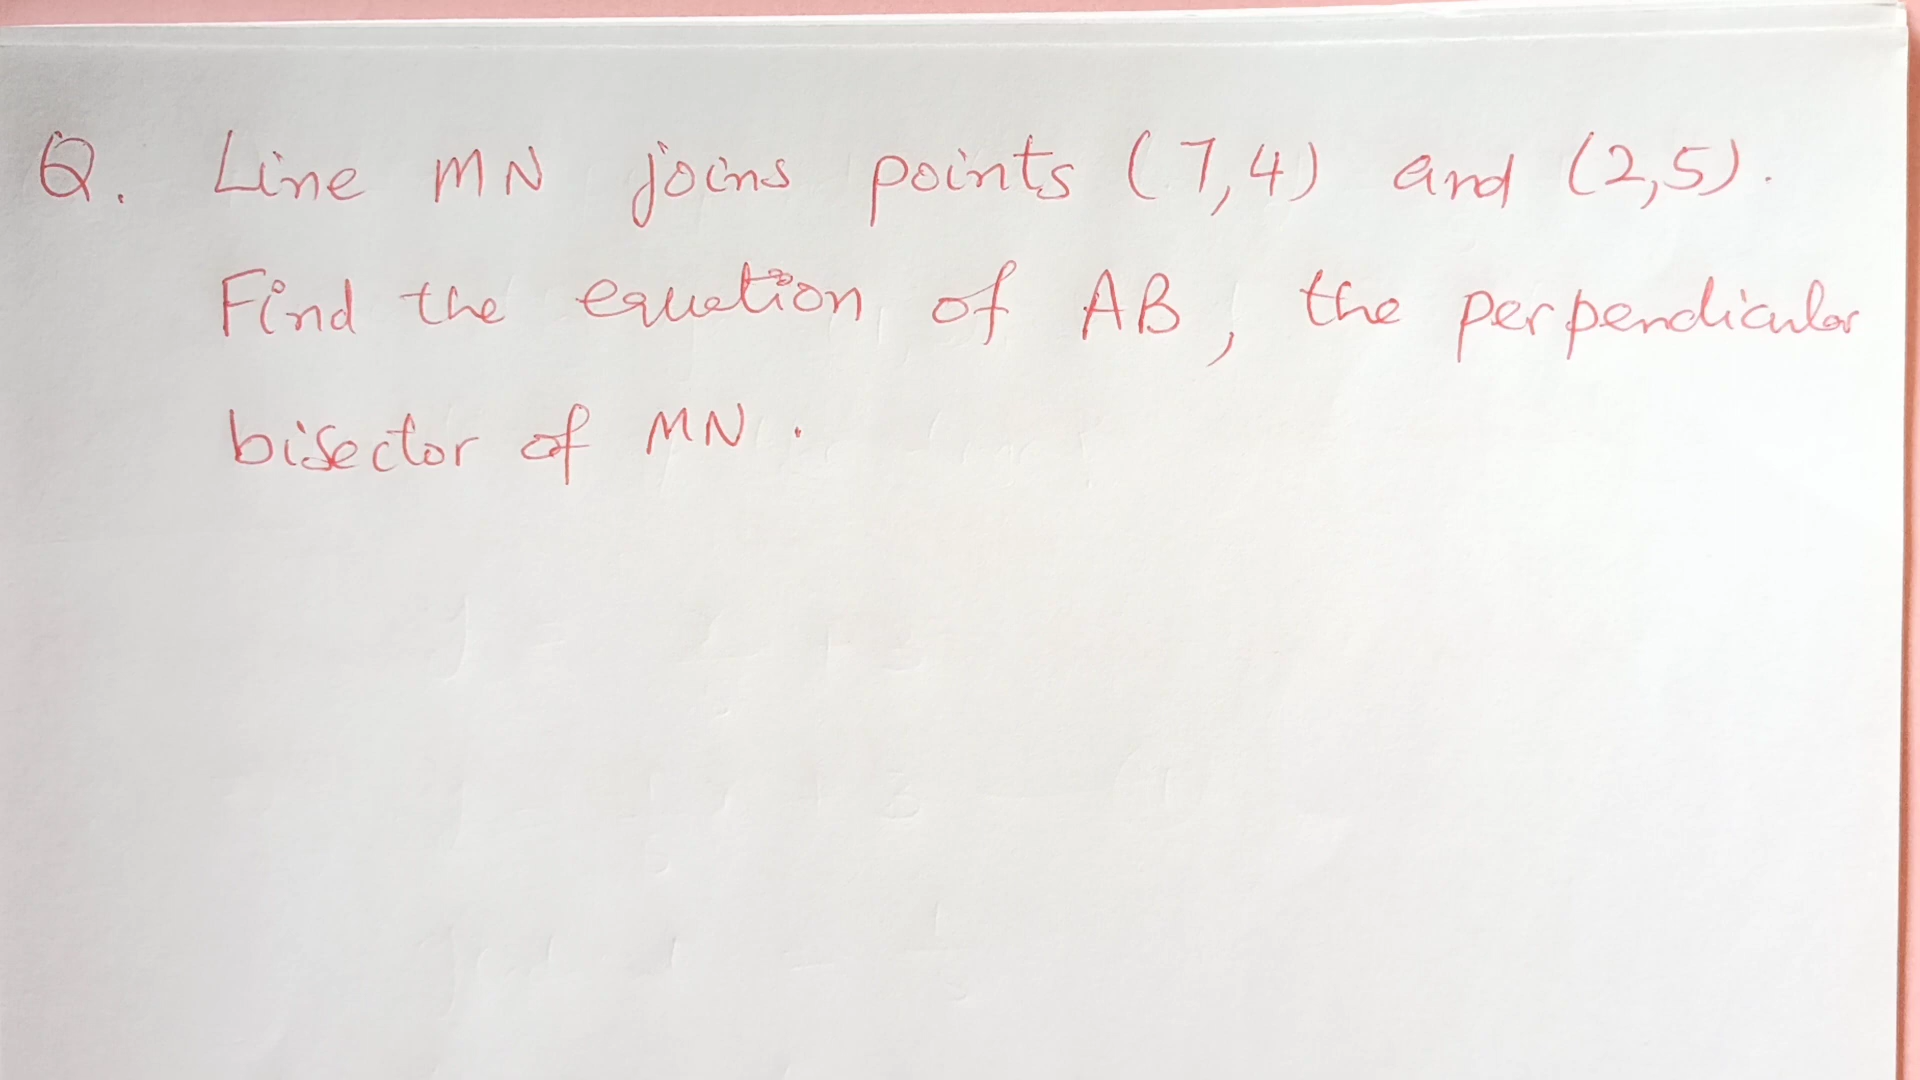 Q. Line MN joins points (7,4) and (2,5).
Find the equation of AB, the perpendicular
bisector of MN.